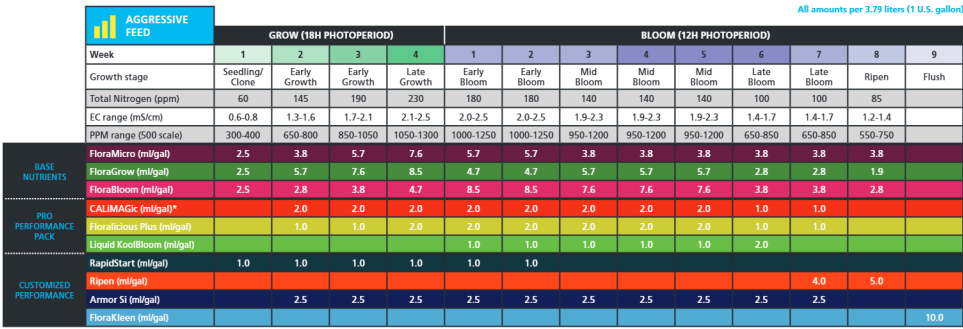 All amounts per 3.79 liters (1 U.S. gallon)
AGGRESSIVE
FEED
GROW (18H PHOTOPERIOD) BLOOM (12H PHOTOPERIOD)
Week 1 2 3 4 1 2 3 4 5 6 7 8 9
Growth stage Seedling/ Clone Early Growth Early Growth Late Growth Early Bloom Early Bloom Mid Bloom Mid Bloom Mid Bloom Late Bloom Late Bloom Ripen Flush
Total Nitrogen (ppm) 60 145 190 230 180 180 140 140 140 100 100 85
EC range (mS/cm) 0.6-0.8 1.3-1.6 1.7-2.1 2.1-2.5 2.0-2.5 2.0-2.5 1.9-2.3 1.9-2.3 1.9-2.3 1.4-1.7 1.4-1.7 1.2-1.4
PPM range (500 scale) 300-400 650-800 850-1050 1050-1300 1000-1250 1000-1250 950-1200 950-1200 950-1200 650-850 650-850 550-750
BASE
NUTRIENTS
FloraMicro (ml/gal) 2.5 3.8 5.7 7.6 5.7 5.7 3.8 3.8 3.8 3.8 3.8 3.8
FloraGrow (ml/gal) 2.5 5.7 7.6 8.5 4.7 4.7 5.7 5.7 5.7 2.8 2.8 1.9
FloraBloom (ml/gal) 2.5 2.8 3.8 4.7 8.5 8.5 7.6 7.6 7.6 3.8 3.8 2.8
PRO
PERFORMANCE
PACK
CALiMAGic (ml/gal)* 2.0 2.0 2.0 2.0 2.0 2.0 2.0 2.0 1.0 1.0
Floralicious Plus (ml/gal) 1.0 1.0 2.0 2.0 2.0 2.0 2.0 2.0 1.0 1.0
Liquid KoolBloom (ml/gal) 1.0 1.0 1.0 1.0 1.0 2.0
CUSTOMIZED
PERFORMANCE
RapidStart (ml/gal) 1.0 1.0 1.0 1.0 1.0 1.0
Ripen (ml/gal) 4.0 5.0
Armor Si (ml/gal) 2.5 2.5 2.5 2.5 2.5 2.5 2.5 2.5 2.5 2.5
FloraKleen (ml/gal) 10.0